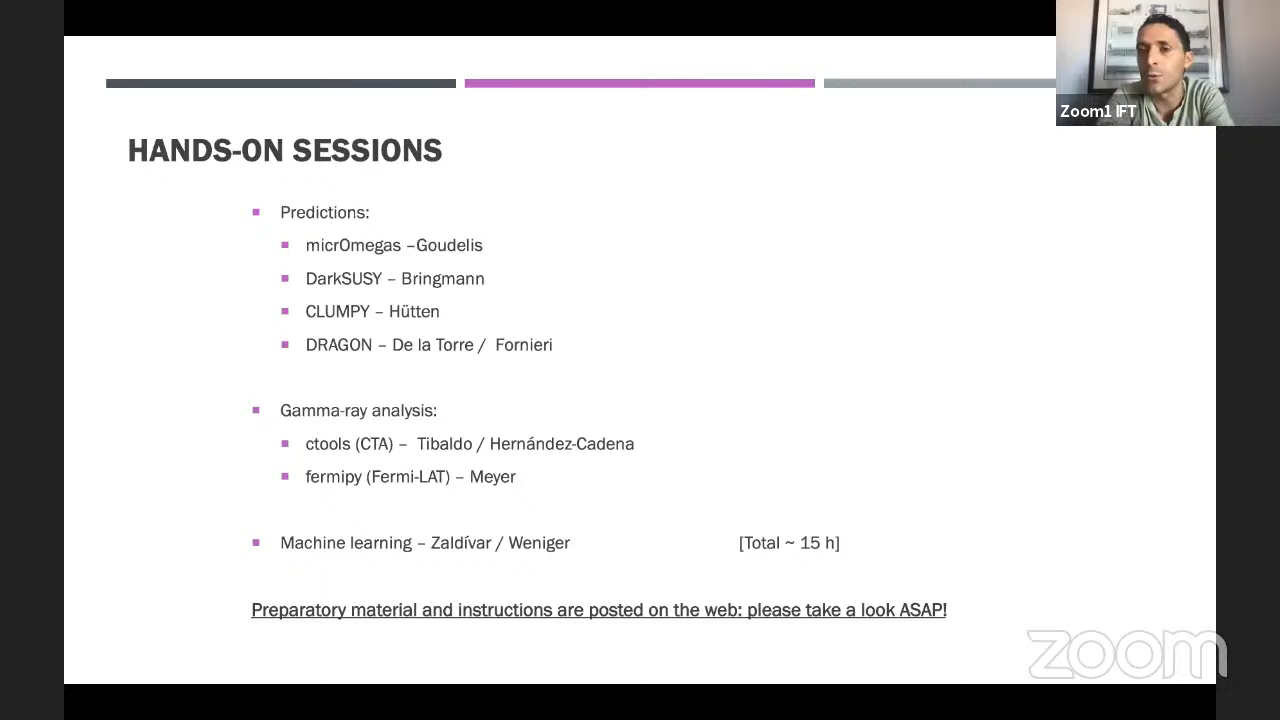 Zoom1 IFT
HANDS-ON SESSIONS
Predictions:
micrOmegas –Goudelis
DarkSUSY – Bringmann
CLUMPY – Hütten
DRAGON – De la Torre / Fornieri
Gamma-ray analysis:
ctools (CTA) – Tibaldo / Hernández-Cadena
fermipy (Fermi-LAT) – Meyer
Machine learning – Zaldívar / Weniger [Total ~ 15 h]
Preparatory material and instructions are posted on the web: please take a look ASAP!
zoom